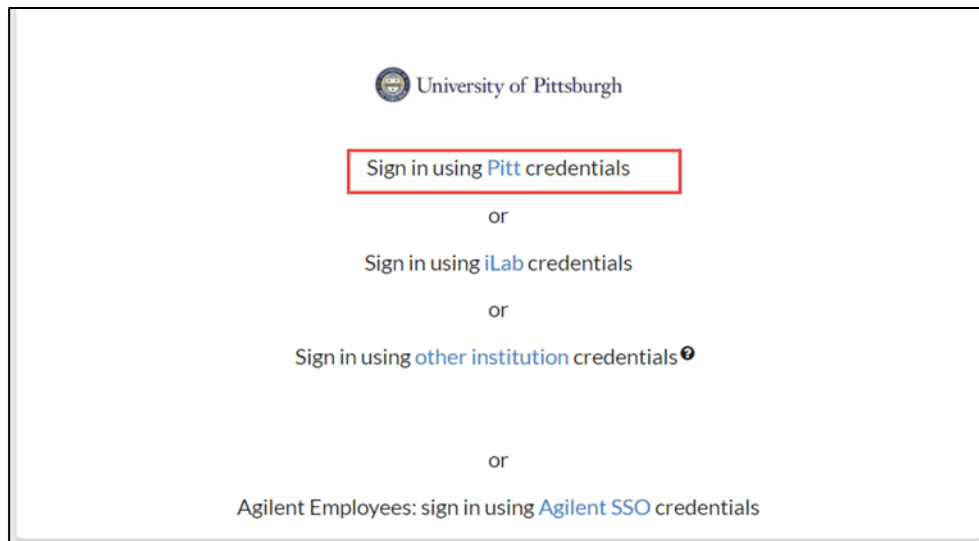 University of Pittsburgh
Sign in using Pitt credentials
or
Sign in using iLab credentials
or
Sign in using other institution credentials
or
Agilent Employees: sign in using Agilent SSO credentials